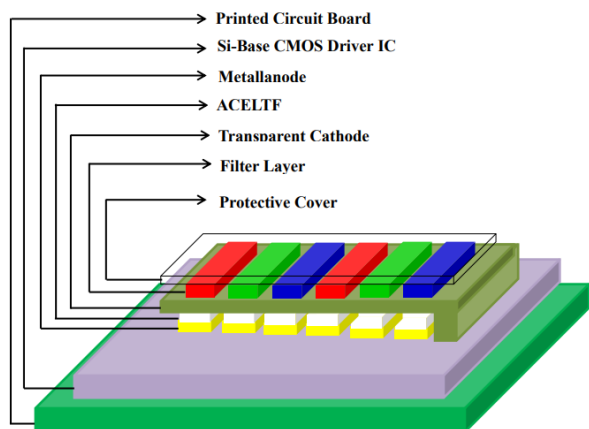 Printed Circuit Board
Si-Base CMOS Driver IC
Metallanode
ACELTF
Transparent Cathode
Filter Layer
Protective Cover